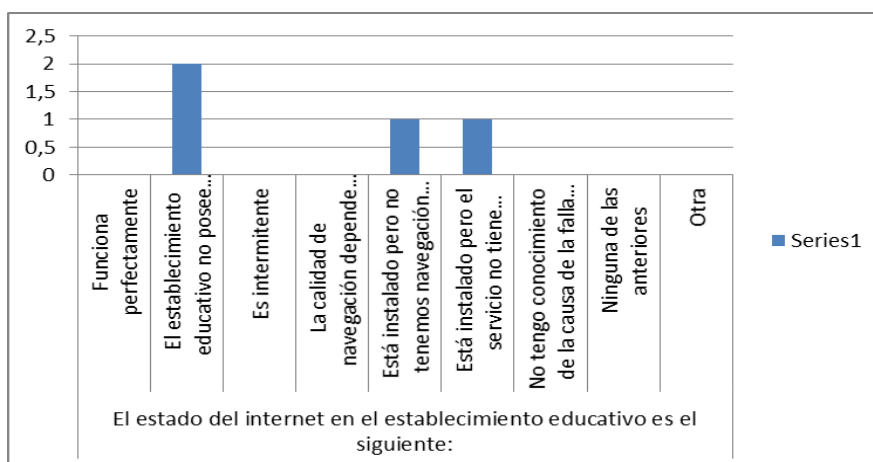 2,5
2
1,5
1
0,5
0
Funciona
perfectamente
El establecimiento
educativo no posee...
Es intermitente
La calidad de
navegación depende...
Está instalado pero no
tenemos navegación...
Está instalado pero el
servicio no tiene...
No tengo conocimiento
de la causa de la falla...
Ninguna de las
anteriores
Otra
El estado del internet en el establecimiento educativo es el
siguiente:
Series1